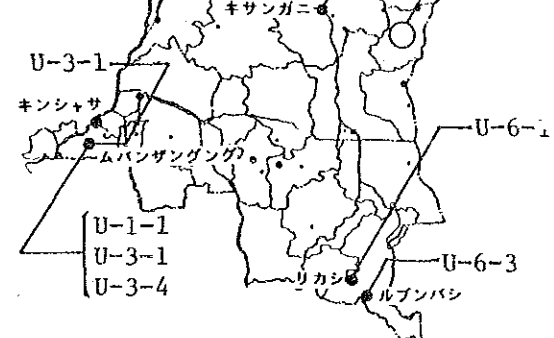 キサンガニ
U-3-1
キンシャサ
U-6-1
ムバンザングング
U-1-1
U-3-1
U-3-4
U-6-3
リカシ
ルブンバシ